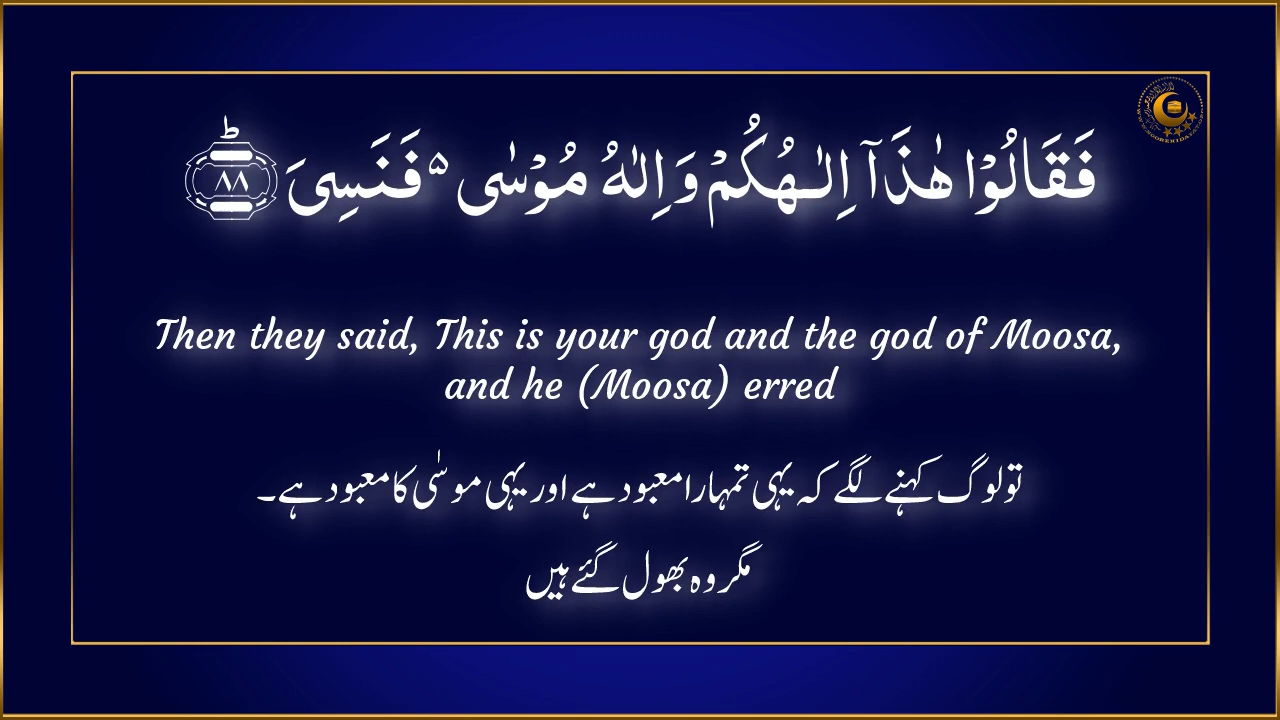 فَقَالُوْا هٰذَاۤ اِلٰـهُكُمْ وَاِلٰهُ مُوْسٰى ۵ فَنَسِىَ ؕ ﴿۸۸﴾
Then they said, This is your god and the god of Moosa,
and he (Moosa) erred
تو لوگ کہنے لگے کہ یہی تمہارا معبود ہے اور یہی موسٰی کا معبود ہے۔
مگر وہ بھول گئے ہیں